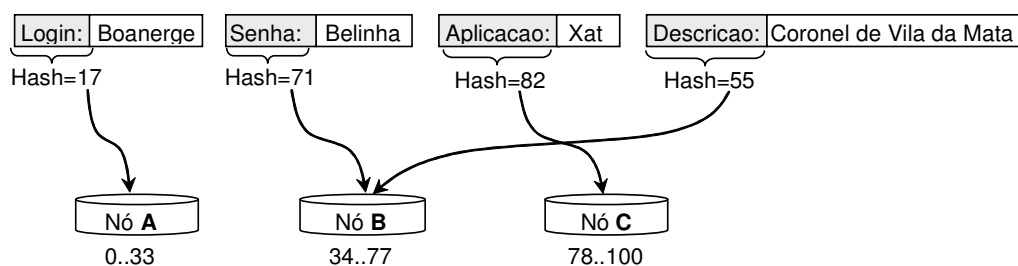 Login: Boanerge Senha: Belinha Aplicacao: Xat Descricao: Coronel de Vila da Mata
Hash=17 Hash=71 Hash=82 Hash=55
Nó A Nó B Nó C
0..33 34..77 78..100